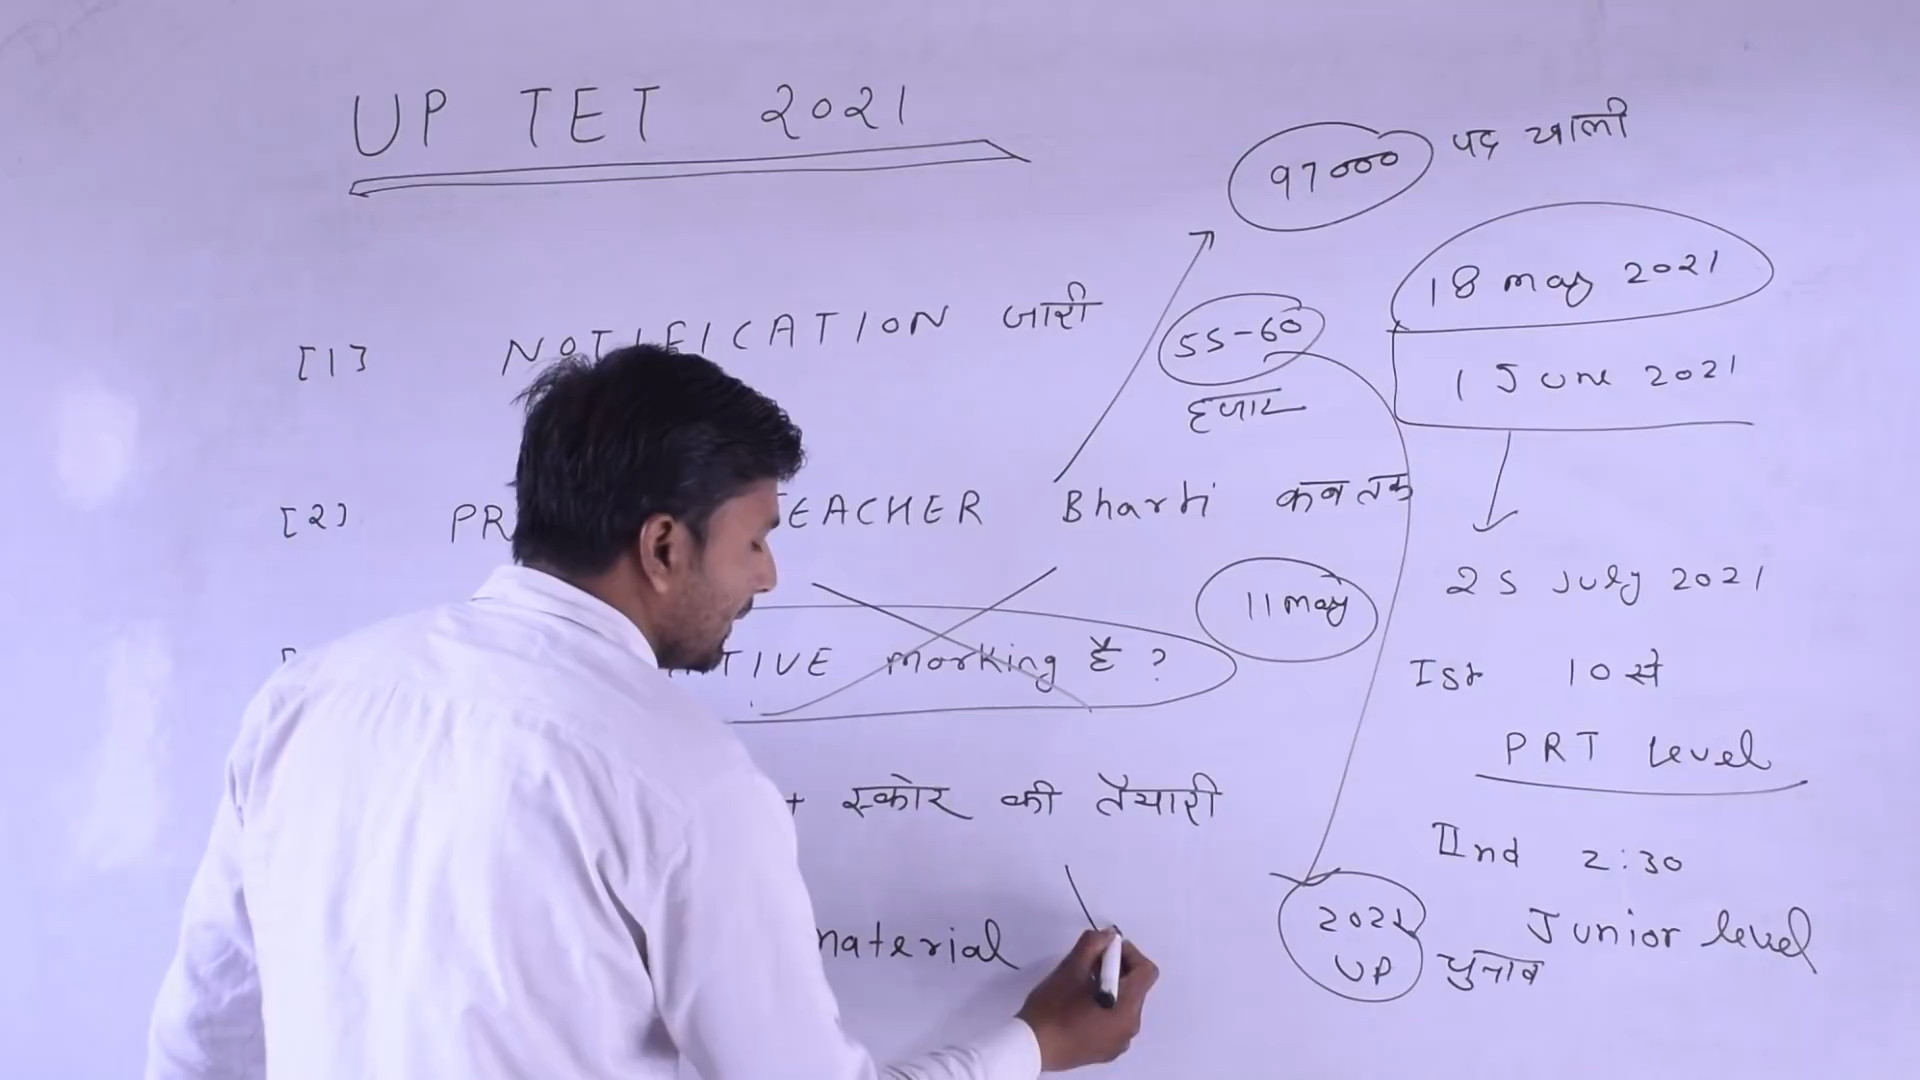 UP TET 2021
97000 पद खाली
[1] NOTIFICATION जारी
55-60
हजार
18 may 2021
1 June 2021
[2] PR EACHER Bharti कब तक
11 may
25 July 2021
TIVE marking है ?
Ist 10 से
PRT Level
+ स्कोर की तैयारी
IInd 2:30
Junior level
material
2021
UP चुनाव